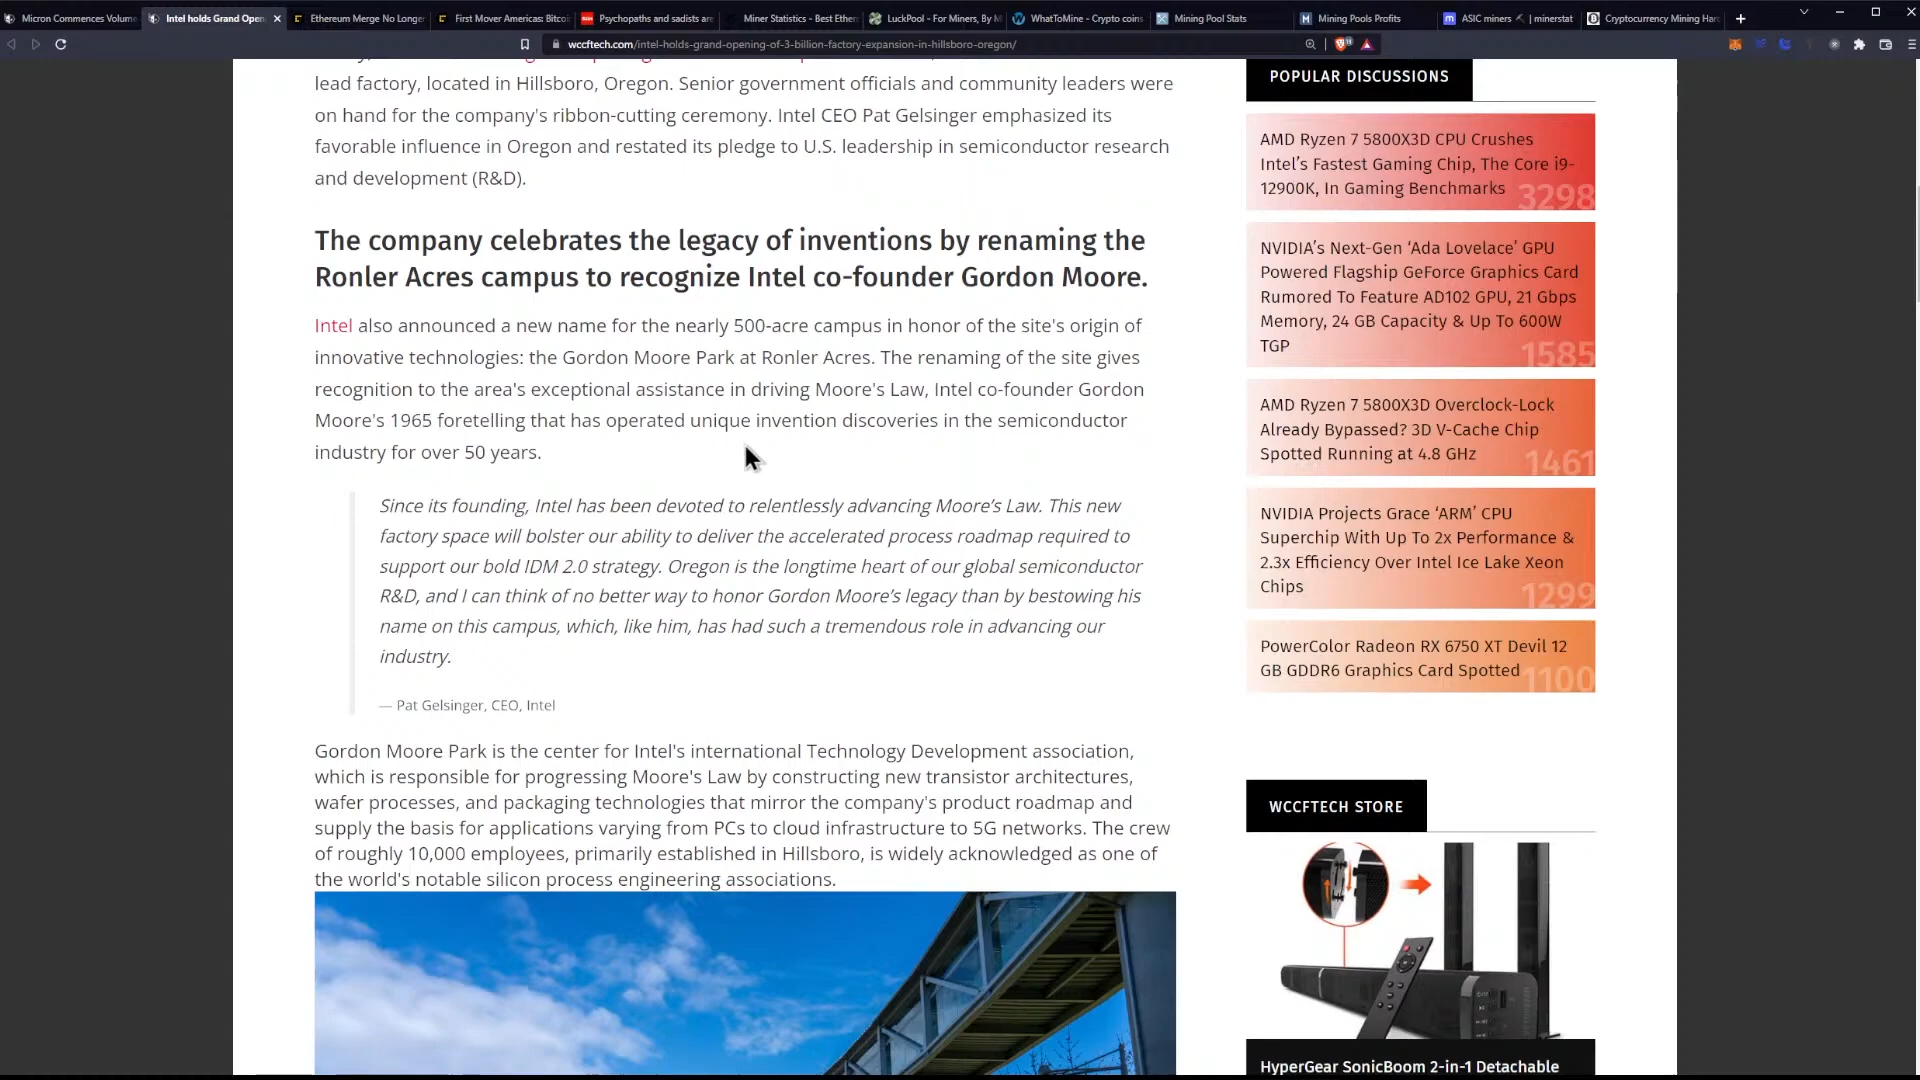 Micron Commences Volume
Intel holds Grand Open
Ethereum Merge No Longer
First Mover Americas: Bitcoi
Psychopaths and sadists are
Miner Statistics - Best Ether
LuckPool - For Miners, By M
WhatToMine - Crypto coins
Mining Pool Stats
Mining Pools Profits
ASIC miners ⛏ | minerstat
Cryptocurrency Mining Har
wccftech.com/intel-holds-grand-opening-of-3-billion-factory-expansion-in-hillsboro-oregon/
lead factory, located in Hillsboro, Oregon. Senior government officials and community leaders were
on hand for the company's ribbon-cutting ceremony. Intel CEO Pat Gelsinger emphasized its
favorable influence in Oregon and restated its pledge to U.S. leadership in semiconductor research
and development (R&D).
The company celebrates the legacy of inventions by renaming the
Ronler Acres campus to recognize Intel co-founder Gordon Moore.
Intel also announced a new name for the nearly 500-acre campus in honor of the site's origin of
innovative technologies: the Gordon Moore Park at Ronler Acres. The renaming of the site gives
recognition to the area's exceptional assistance in driving Moore's Law, Intel co-founder Gordon
Moore's 1965 foretelling that has operated unique invention discoveries in the semiconductor
industry for over 50 years.
Since its founding, Intel has been devoted to relentlessly advancing Moore’s Law. This new
factory space will bolster our ability to deliver the accelerated process roadmap required to
support our bold IDM 2.0 strategy. Oregon is the longtime heart of our global semiconductor
R&D, and I can think of no better way to honor Gordon Moore’s legacy than by bestowing his
name on this campus, which, like him, has had such a tremendous role in advancing our
industry.
— Pat Gelsinger, CEO, Intel
Gordon Moore Park is the center for Intel's international Technology Development association,
which is responsible for progressing Moore's Law by constructing new transistor architectures,
wafer processes, and packaging technologies that mirror the company's product roadmap and
supply the basis for applications varying from PCs to cloud infrastructure to 5G networks. The crew
of roughly 10,000 employees, primarily established in Hillsboro, is widely acknowledged as one of
the world's notable silicon process engineering associations.
POPULAR DISCUSSIONS
AMD Ryzen 7 5800X3D CPU Crushes
Intel’s Fastest Gaming Chip, The Core i9-
12900K, In Gaming Benchmarks
3298
NVIDIA’s Next-Gen ‘Ada Lovelace’ GPU
Powered Flagship GeForce Graphics Card
Rumored To Feature AD102 GPU, 21 Gbps
Memory, 24 GB Capacity & Up To 600W
TGP
1585
AMD Ryzen 7 5800X3D Overclock-Lock
Already Bypassed? 3D V-Cache Chip
Spotted Running at 4.8 GHz
1461
NVIDIA Projects Grace ‘ARM’ CPU
Superchip With Up To 2x Performance &
2.3x Efficiency Over Intel Ice Lake Xeon
Chips
1299
PowerColor Radeon RX 6750 XT Devil 12
GB GDDR6 Graphics Card Spotted
1100
WCCFTECH STORE
HyperGear SonicBoom 2-in-1 Detachable